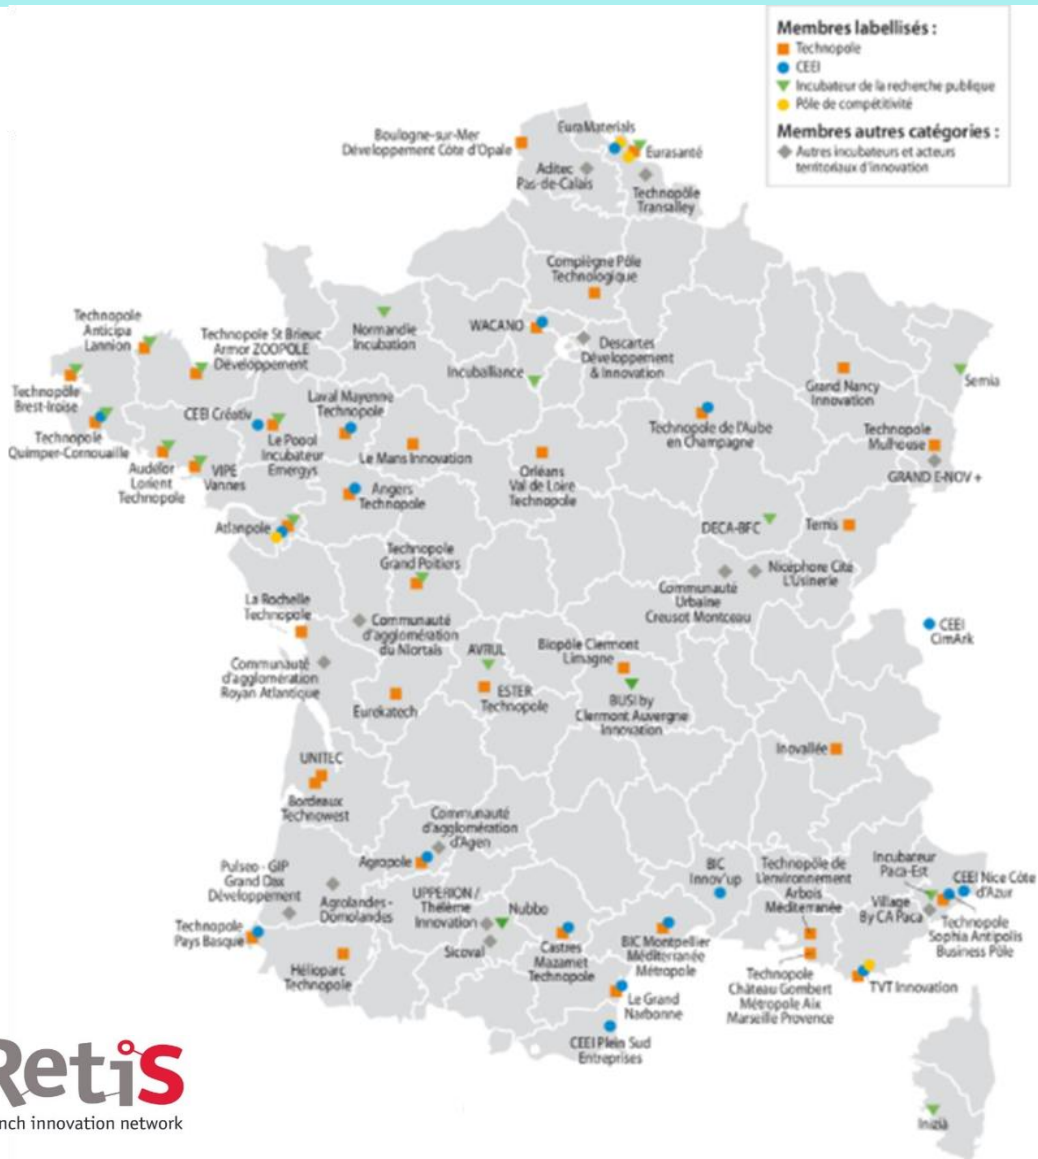 Membres labellisés :
Technopole
CEEI
Incubateur de la recherche publique
Pôle de compétitivité
Membres autres catégories :
Autres incubateurs et acteurs
territoriaux d'innovation
Boulogne-sur-Mer
Développement Côte d'Opale
EuraMaterials
Eurasanté
Aditec
Pas-de-Calais
Technopôle
Transalley
Compiègne Pôle
Technologique
Technopole
Anticipa
Lannion
Technopole St Brieuc
Armor ZOOPOLE
Développement
Normandie
Incubation
WACANO
Descartes
Développement
& Innovation
Incuballiance
Grand Nancy
Innovation
Semia
Technopôle
Brest-Iroise
CEEI Créativ
Laval Mayenne
Technopole
Technopole de l'Aube
en Champagne
Technopole
Mulhouse
Technopole
Quimper-Cornouaille
Le Poool
Incubateur
Emergys
Le Mans Innovation
GRAND E-NOV +
Audélor
Lorient
Technopole
VIPE
Vannes
Orléans
Val de Loire
Technopole
Angers
Technopole
Atlanpole
DECA-BFC
Temis
Technopole
Grand Poitiers
Nicéphore Cité
L'Usinerie
Communauté
Urbaine
Creusot Montceau
La Rochelle
Technopole
Communauté
d'agglomération
du Niortais
CEEI
CimArk
AVRUL
Biopôle Clermont
Limagne
Communauté
d'agglomération
Royan Atlantique
ESTER
Technopole
BUSI by
Clermont Auvergne
Innovation
Eurekatech
Inovallée
UNITEC
Bordeaux
Technowest
Communauté
d'agglomération
d'Agen
Agropole
Pulseo - GIP
Grand Dax
Développement
Agrolandes -
Domolandes
UPPERION /
Thélème
Innovation
Nubbo
BIC
Innov'up
Technopôle de
L'environnement
Arbois
Méditerranée
Incubateur
Paca-Est
CEEI Nice Côte
d'Azur
Village
By CA Paca
Technopole
Sophia Antipolis
Business Pôle
Technopole
Pays Basque
Sicoval
Castres
Mazamet
Technopole
BIC Montpellier
Méditerranée
Métropole
Hélioparc
Technopole
Technopole
Château Gombert
Métropole Aix
Marseille Provence
TVT Innovation
Le Grand
Narbonne
CEEI Plein Sud
Entreprises
Inizià
RetiS
nch innovation network